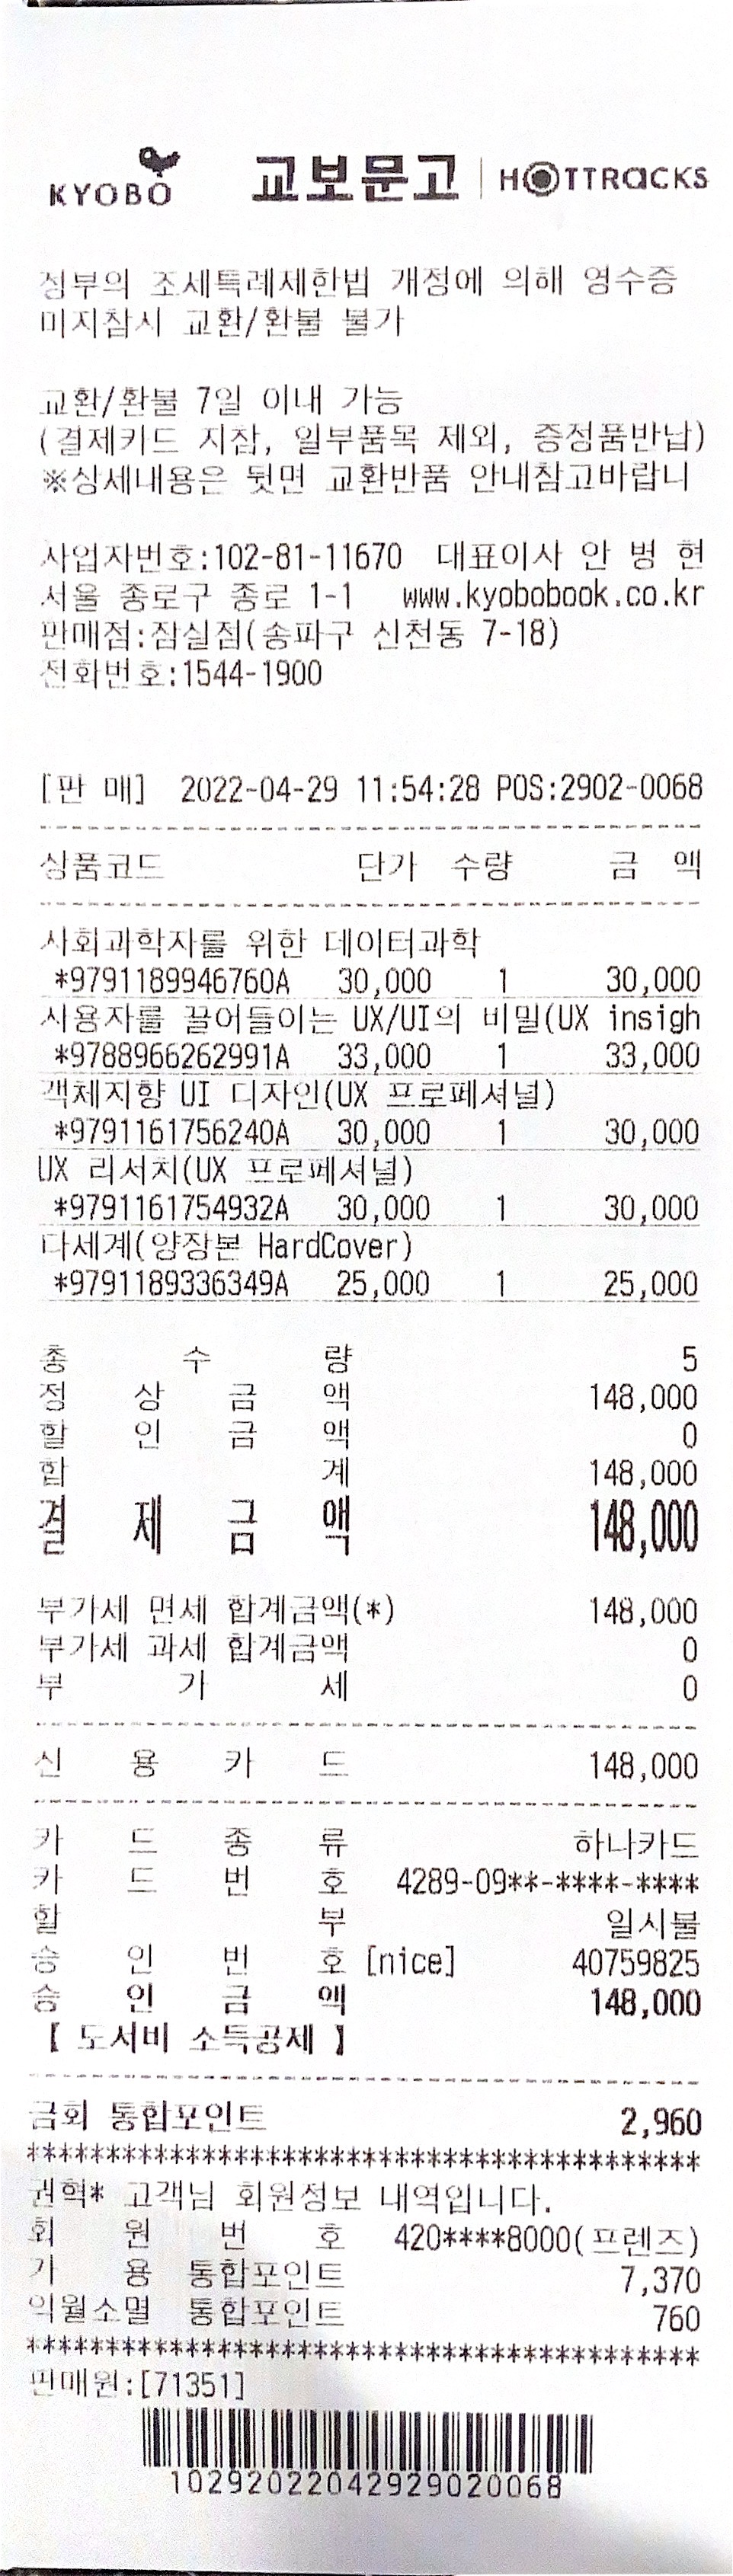 KYOBO 교보문고 | HOTTRaCKS
정부의 조세특례제한법 개정에 의해 영수증
미지참시 교환/환불 불가
교환/환불 7일 이내 가능
(결제카드 지참, 일부품목 제외, 증정품반납)
※상세내용은 뒷면 교환반품 안내참고바랍니
사업자번호:102-81-11670 대표이사 안 병 현
서울 종로구 종로 1-1 www.kyobobook.co.kr
판매점:잠실점(송파구 신천동 7-18)
전화번호:1544-1900
[판 매] 2022-04-29 11:54:28 POS:2902-0068
상품코드 단가 수량 금 액
사회과학자를 위한 데이터과학
*9791189946760A 30,000 1 30,000
사용자를 끌어들이는 UX/UI의 비밀(UX insigh
*9788966262991A 33,000 1 33,000
객체지향 UI 디자인(UX 프로페셔널)
*9791161756240A 30,000 1 30,000
UX 리서치(UX 프로페셔널)
*9791161754932A 30,000 1 30,000
다세계(양장본 HardCover)
*9791189336349A 25,000 1 25,000
총 수 량 5
정 상 금 액 148,000
할 인 금 액 0
합 계 148,000
결 제 금 액 148,000
부가세 면세 합계금액(*) 148,000
부가세 과세 합계금액 0
부 가 세 0
신 용 카 드 148,000
카 드 종 류 하나카드
카 드 번 호 4289-09**-****-****
할 부 일시불
승 인 번 호 [nice] 40759825
승 인 금 액 148,000
【 도서비 소득공제 】
금회 통합포인트 2,960
*******************************************
권혁* 고객님 회원정보 내역입니다.
회 원 번 호 420****8000(프렌즈)
가 용 통합포인트 7,370
익월소멸 통합포인트 760
*******************************************
판매원:[71351]
10292022042929020068